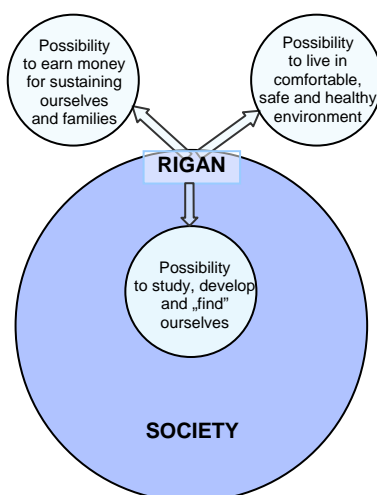 Possibility
to earn money
for sustaining
ourselves
and families
Possibility
to live in
comfortable,
safe and healthy
environment
RIGAN
Possibility
to study, develop
and „find”
ourselves
SOCIETY